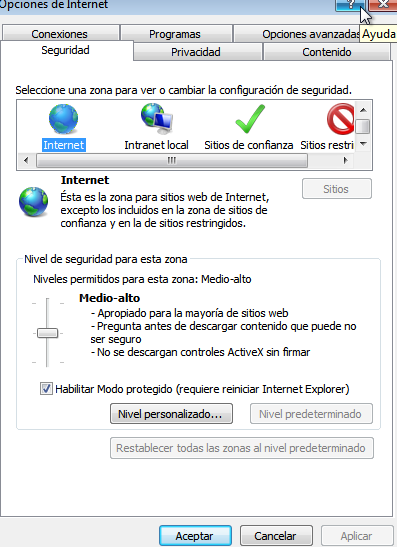 Opciones de Internet
?
Ayuda
Conexiones
Programas
Opciones avanzadas
Seguridad
Privacidad
Contenido
Seleccione una zona para ver o cambiar la configuración de seguridad.
Internet
Intranet local
Sitios de confianza
Sitios restri
Internet
Sitios
Ésta es la zona para sitios web de Internet,
excepto los incluidos en la zona de sitios de
confianza y en la de sitios restringidos.
Nivel de seguridad para esta zona
Niveles permitidos para esta zona: Medio-alto
Medio-alto
- Apropiado para la mayoría de sitios web
- Pregunta antes de descargar contenido que puede no
ser seguro
- No se descargan controles ActiveX sin firmar
Habilitar Modo protegido (requiere reiniciar Internet Explorer)
Nivel personalizado...
Nivel predeterminado
Restablecer todas las zonas al nivel predeterminado
Aceptar
Cancelar
Aplicar